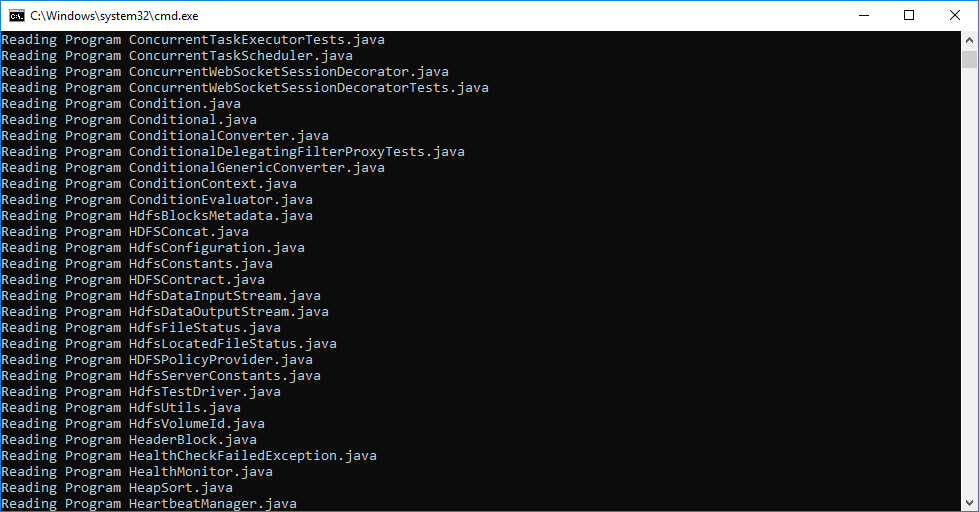 C:\Windows\system32\cmd.exe
Reading Program ConcurrentTaskExecutorTests.java
Reading Program ConcurrentTaskScheduler.java
Reading Program ConcurrentWebSocketSessionDecorator.java
Reading Program ConcurrentWebSocketSessionDecoratorTests.java
Reading Program Condition.java
Reading Program Conditional.java
Reading Program ConditionalConverter.java
Reading Program ConditionalDelegatingFilterProxyTests.java
Reading Program ConditionalGenericConverter.java
Reading Program ConditionContext.java
Reading Program ConditionEvaluator.java
Reading Program HdfsBlocksMetadata.java
Reading Program HDFSConcat.java
Reading Program HdfsConfiguration.java
Reading Program HdfsConstants.java
Reading Program HDFSContract.java
Reading Program HdfsDataInputStream.java
Reading Program HdfsDataOutputStream.java
Reading Program HdfsFileStatus.java
Reading Program HdfsLocatedFileStatus.java
Reading Program HDFSPolicyProvider.java
Reading Program HdfsServerConstants.java
Reading Program HdfsTestDriver.java
Reading Program HdfsUtils.java
Reading Program HdfsVolumeId.java
Reading Program HeaderBlock.java
Reading Program HealthCheckFailedException.java
Reading Program HealthMonitor.java
Reading Program HeapSort.java
Reading Program HeartbeatManager.java